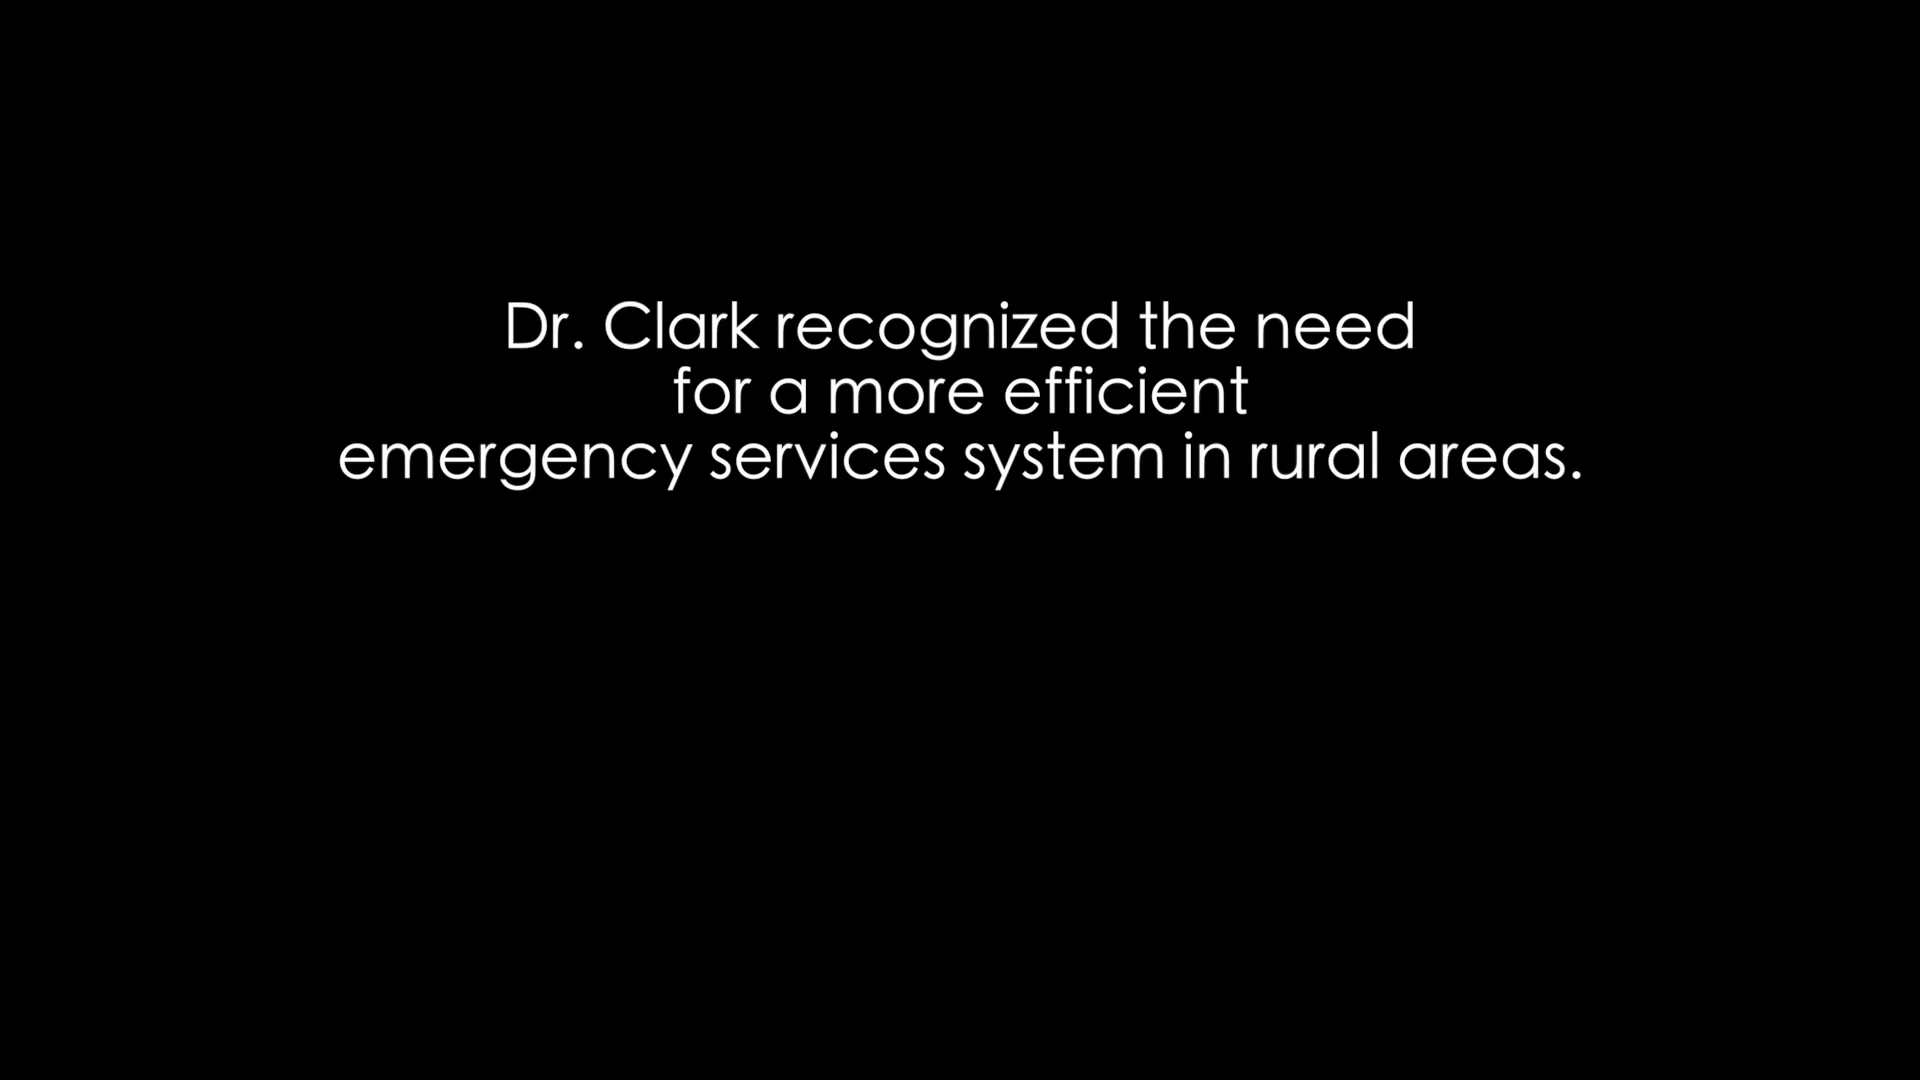 Dr. Clark recognized the need
for a more efficient
emergency services system in rural areas.